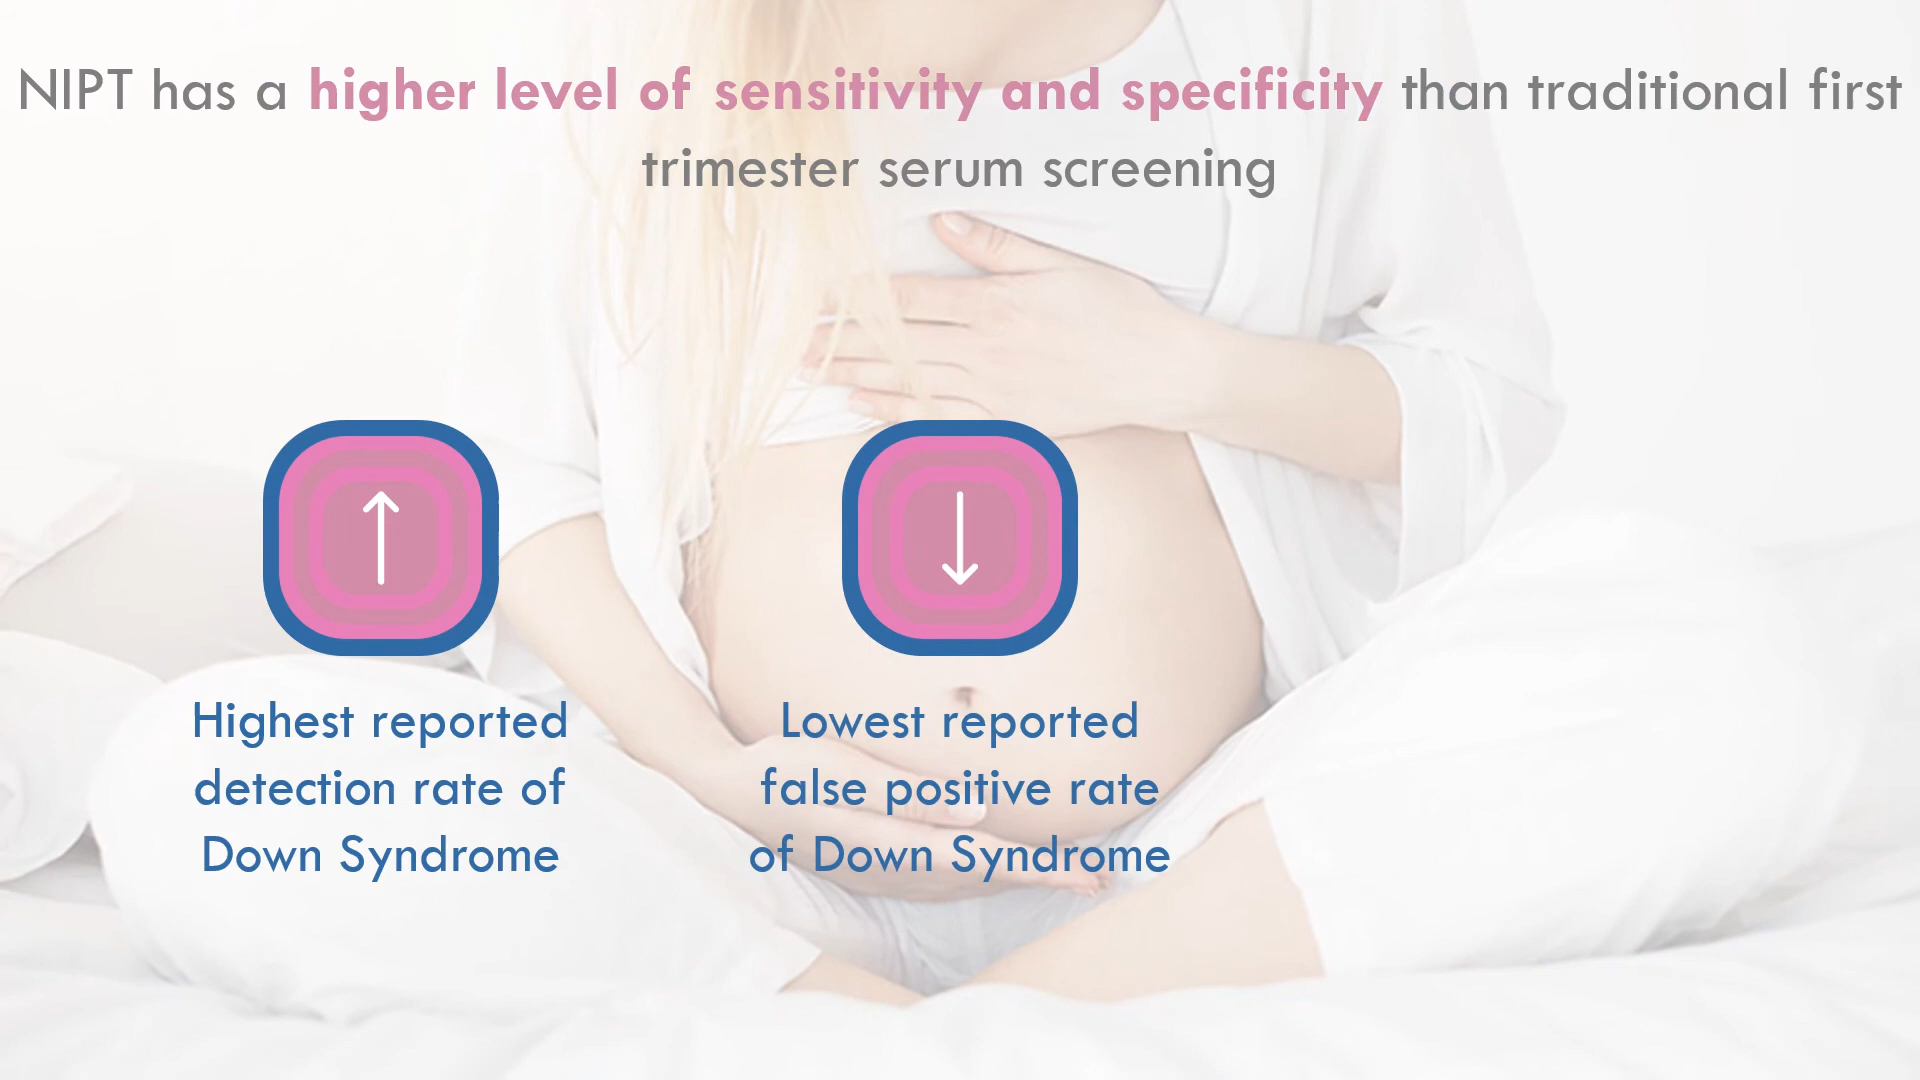 NIPT has a higher level of sensitivity and specificity than traditional first
trimester serum screening
Highest reported
detection rate of
Down Syndrome
Lowest reported
false positive rate
of Down Syndrome